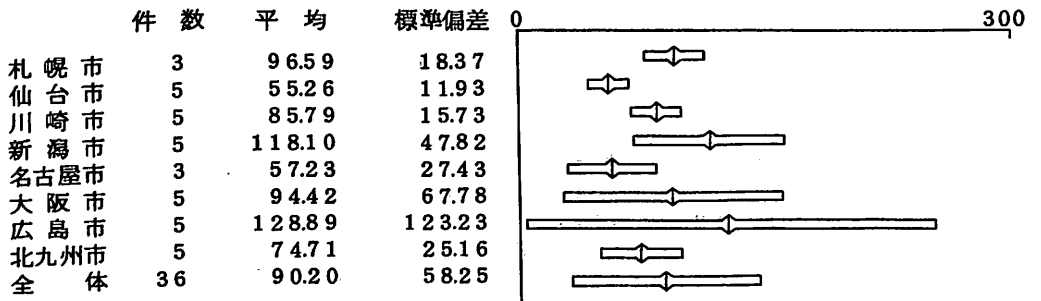 件数 平均 標準偏差 0 300
札幌市 3 96.59 18.37
仙台市 5 55.26 11.93
川崎市 5 85.79 15.73
新潟市 5 118.10 47.82
名古屋市 3 57.23 27.43
大阪市 5 94.42 67.78
広島市 5 128.89 123.23
北九州市 5 74.71 25.16
全体 36 90.20 58.25